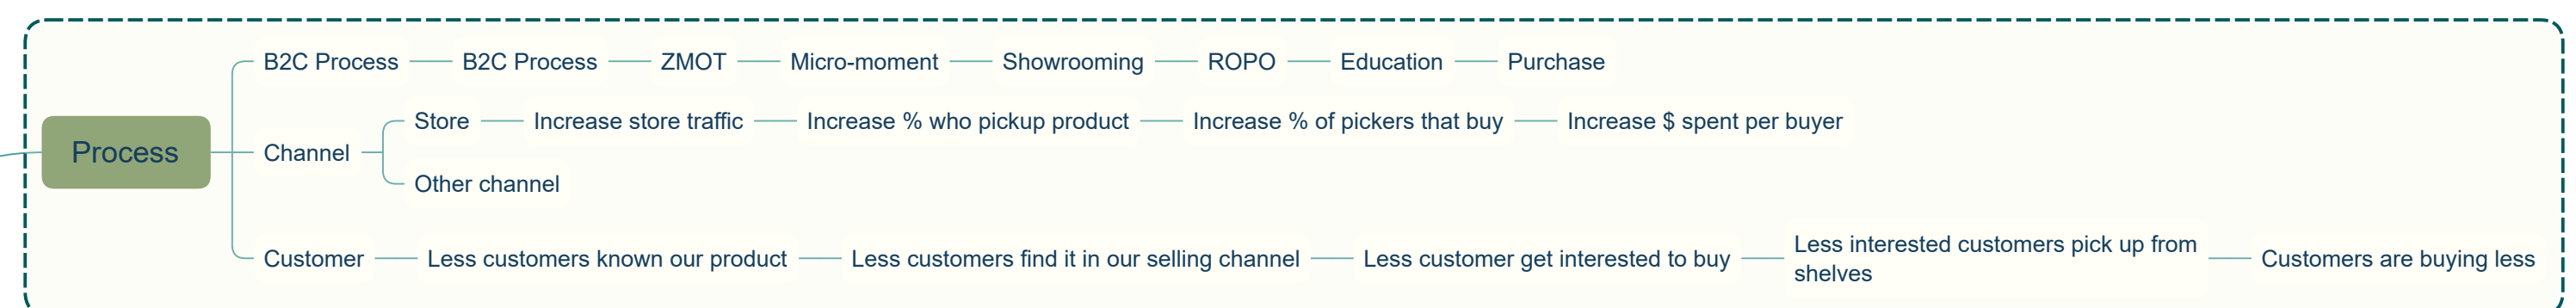 Process
B2C Process
B2C Process
ZMOT
Micro-moment
Showrooming
ROPO
Education
Purchase
Channel
Store
Increase store traffic
Increase % who pickup product
Increase % of pickers that buy
Increase $ spent per buyer
Other channel
Customer
Less customers known our product
Less customers find it in our selling channel
Less customer get interested to buy
Less interested customers pick up from
shelves
Customers are buying less